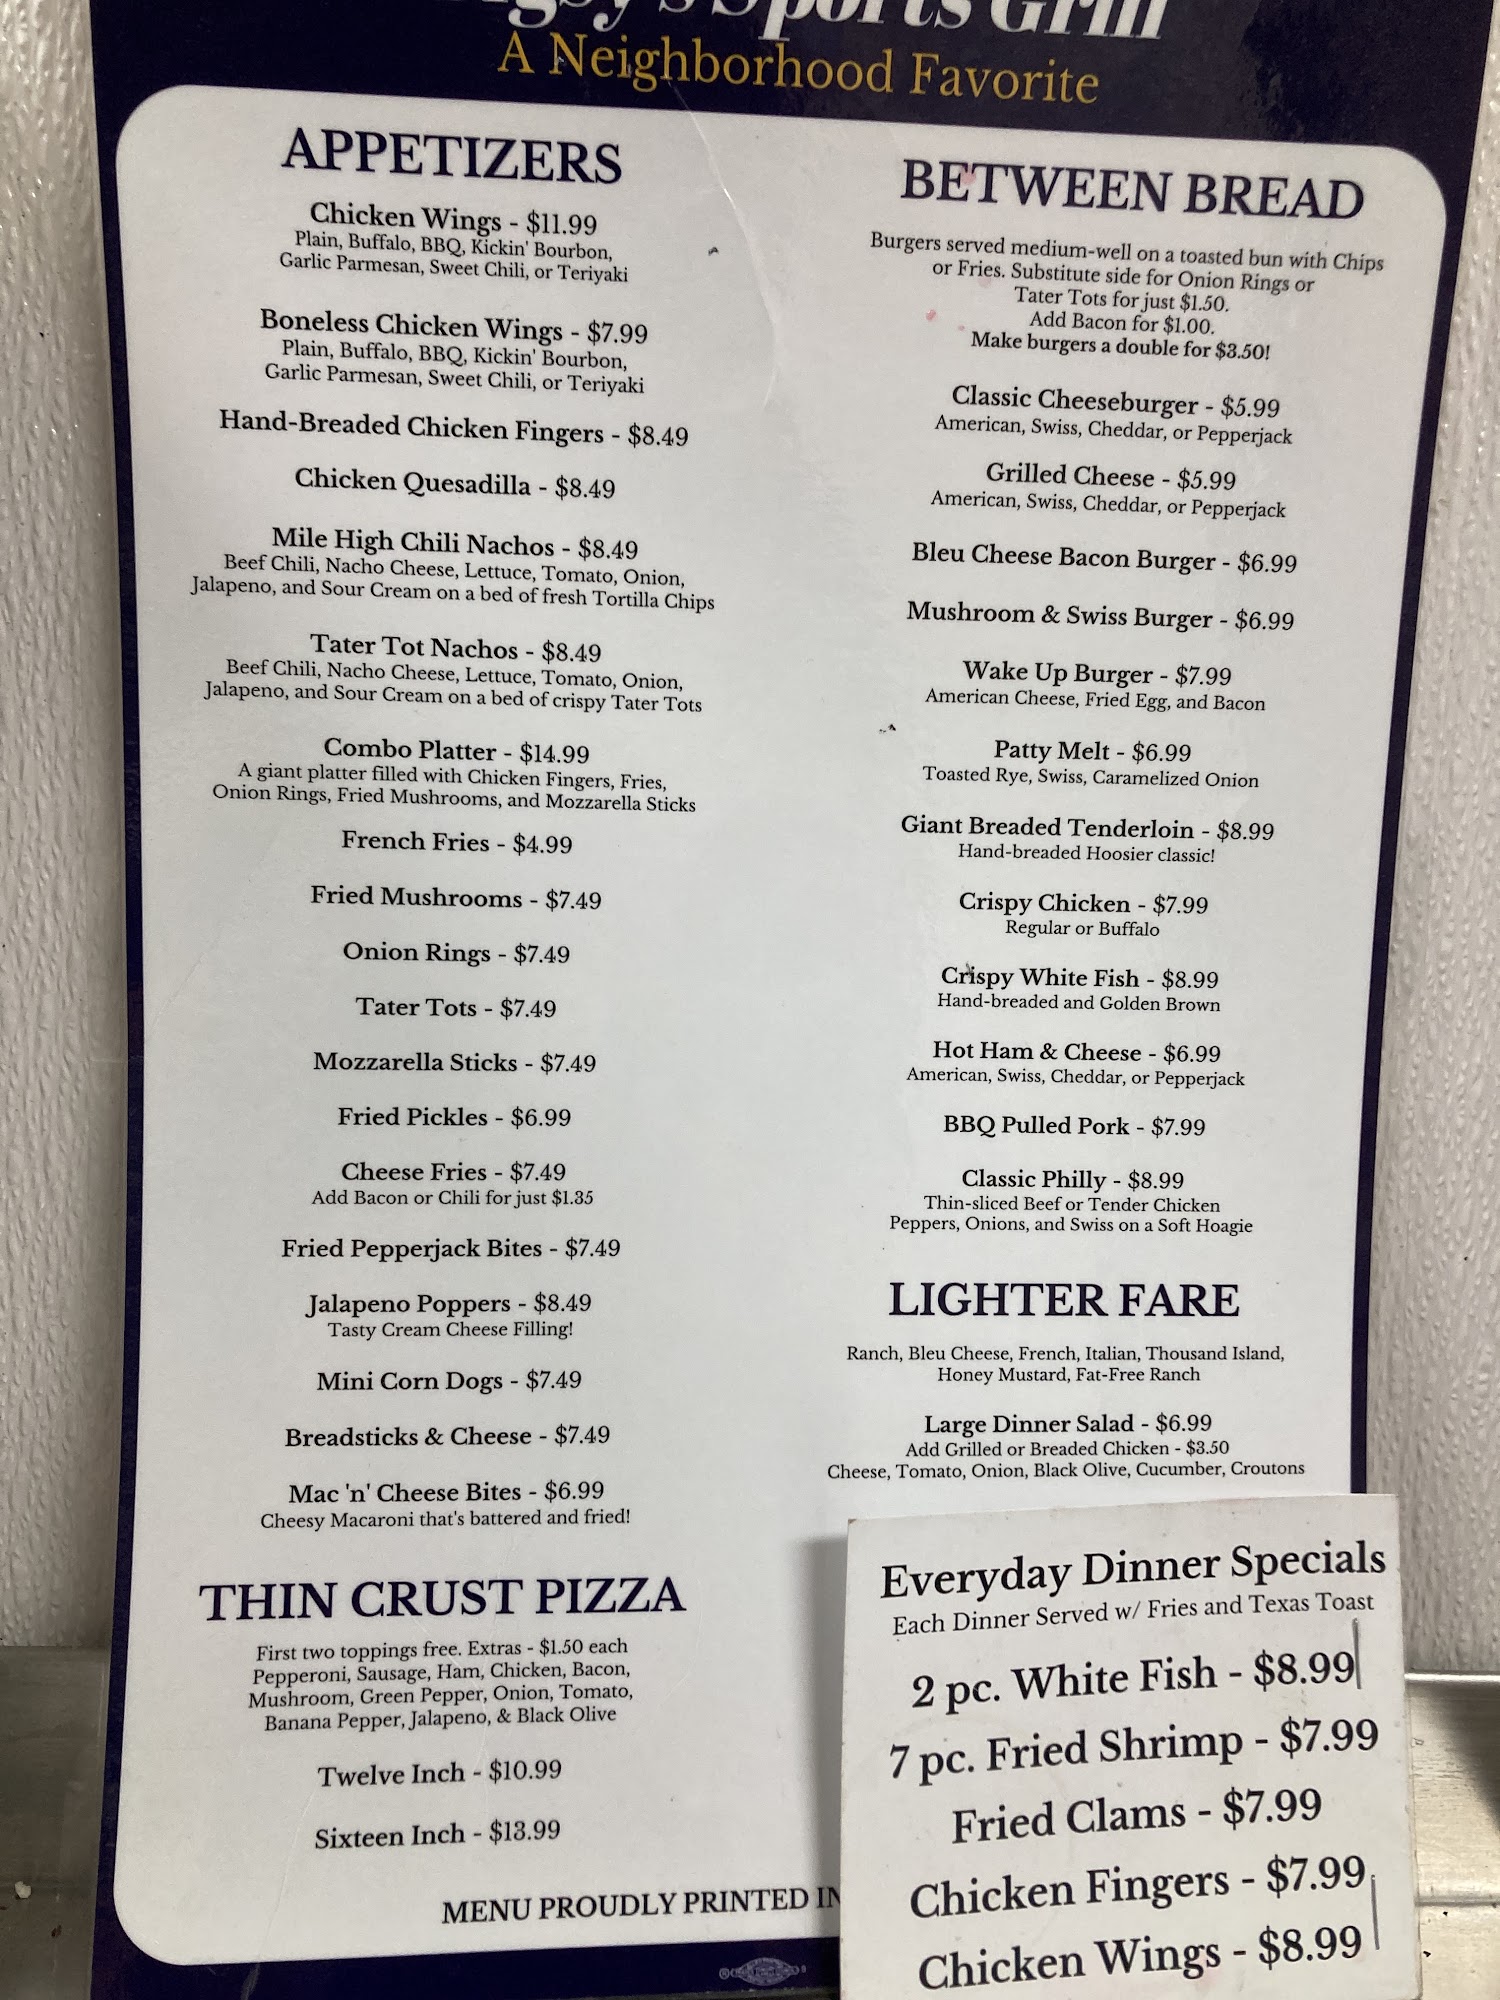 Sports Grill
A Neighborhood Favorite
APPETIZERS
Chicken Wings - $11.99
Plain, Buffalo, BBQ, Kickin' Bourbon,
Garlic Parmesan, Sweet Chili, or Teriyaki
Boneless Chicken Wings - $7.99
Plain, Buffalo, BBQ, Kickin' Bourbon,
Garlic Parmesan, Sweet Chili, or Teriyaki
Hand-Breaded Chicken Fingers - $8.49
Chicken Quesadilla - $8.49
Mile High Chili Nachos - $8.49
Beef Chili, Nacho Cheese, Lettuce, Tomato, Onion,
Jalapeno, and Sour Cream on a bed of fresh Tortilla Chips
Tater Tot Nachos - $8.49
Beef Chili, Nacho Cheese, Lettuce, Tomato, Onion,
Jalapeno, and Sour Cream on a bed of crispy Tater Tots
Combo Platter - $14.99
A giant platter filled with Chicken Fingers, Fries,
Onion Rings, Fried Mushrooms, and Mozzarella Sticks
French Fries - $4.99
Fried Mushrooms - $7.49
Onion Rings - $7.49
Tater Tots - $7.49
Mozzarella Sticks - $7.49
Fried Pickles - $6.99
Cheese Fries - $7.49
Add Bacon or Chili for just $1.35
Fried Pepperjack Bites - $7.49
Jalapeno Poppers - $8.49
Tasty Cream Cheese Filling!
Mini Corn Dogs - $7.49
Breadsticks & Cheese - $7.49
Mac 'n' Cheese Bites - $6.99
Cheesy Macaroni that's battered and fried!
THIN CRUST PIZZA
First two toppings free. Extras - $1.50 each
Pepperoni, Sausage, Ham, Chicken, Bacon,
Mushroom, Green Pepper, Onion, Tomato,
Banana Pepper, Jalapeno, & Black Olive
Twelve Inch - $10.99
Sixteen Inch - $13.99
BETWEEN BREAD
Burgers served medium-well on a toasted bun with Chips
or Fries. Substitute side for Onion Rings or
Tater Tots for just $1.50.
Add Bacon for $1.00.
Make burgers a double for $3.50!
Classic Cheeseburger - $5.99
American, Swiss, Cheddar, or Pepperjack
Grilled Cheese - $5.99
American, Swiss, Cheddar, or Pepperjack
Bleu Cheese Bacon Burger - $6.99
Mushroom & Swiss Burger - $6.99
Wake Up Burger - $7.99
American Cheese, Fried Egg, and Bacon
Patty Melt - $6.99
Toasted Rye, Swiss, Caramelized Onion
Giant Breaded Tenderloin - $8.99
Hand-breaded Hoosier classic!
Crispy Chicken - $7.99
Regular or Buffalo
Crispy White Fish - $8.99
Hand-breaded and Golden Brown
Hot Ham & Cheese - $6.99
American, Swiss, Cheddar, or Pepperjack
BBQ Pulled Pork - $7.99
Classic Philly - $8.99
Thin-sliced Beef or Tender Chicken
Peppers, Onions, and Swiss on a Soft Hoagie
LIGHTER FARE
Ranch, Bleu Cheese, French, Italian, Thousand Island,
Honey Mustard, Fat-Free Ranch
Large Dinner Salad - $6.99
Add Grilled or Breaded Chicken - $3.50
Cheese, Tomato, Onion, Black Olive, Cucumber, Croutons
Everyday Dinner Specials
Each Dinner Served w/ Fries and Texas Toast
2 pc. White Fish - $8.99
7 pc. Fried Shrimp - $7.99
Fried Clams - $7.99
Chicken Fingers - $7.99
Chicken Wings - $8.99
MENU PROUDLY PRINTED IN